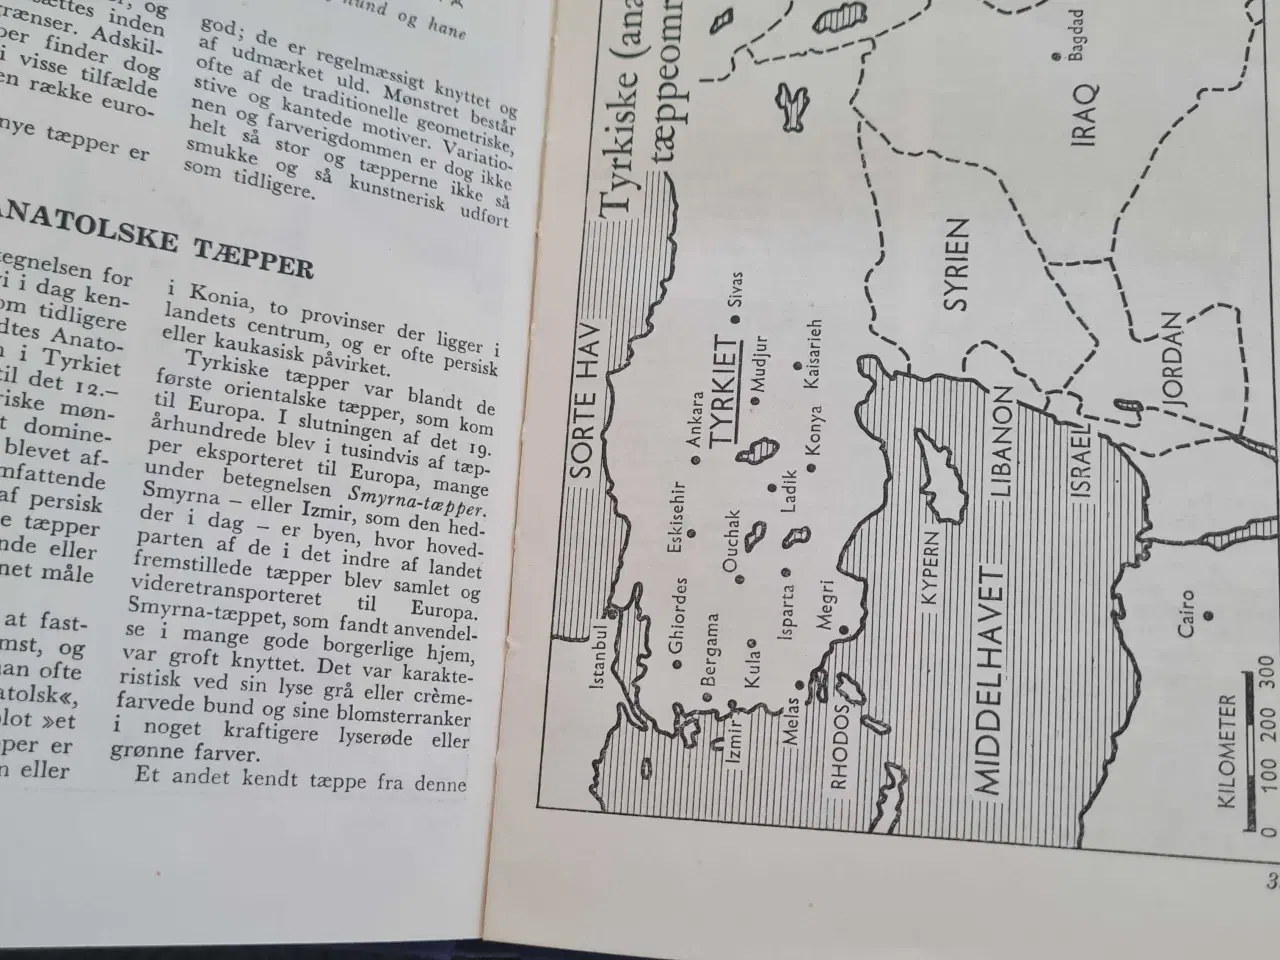 og
ættes inden
grænser. Adskil-
per finder dog
i visse tilfælde
en række euro-
nye tæpper er
hund og hane
god; de er regelmæssigt knyttet og
af udmærket uld. Mønstret består
ofte af de traditionelle geometriske,
stive og kantede motiver. Variatio-
nen og farverigdommen er dog ikke
helt så stor og tæpperne ikke så
smukke og så kunstnerisk udført
som tidligere.
ANATOLSKE TÆPPER
egnelsen for
vi i dag ken-
om tidligere
dtes Anato-
i Tyrkiet
til det 12.–
riske møn-
t domine-
blevet af-
mfattende
af persisk
e tæpper
nde eller
net måle
at fast-
mst, og
an ofte
atolsk«,
lot »et
pper er
n eller
i Konia, to provinser der ligger i
landets centrum, og er ofte persisk
eller kaukasisk påvirket.
Tyrkiske tæpper var blandt de
første orientalske tæpper, som kom
til Europa. I slutningen af det 19.
århundrede blev i tusindvis af tæp-
per eksporteret til Europa, mange
under betegnelsen Smyrna-tæpper.
Smyrna – eller Izmir, som den hed-
der i dag – er byen, hvor hoved-
parten af de i det indre af landet
fremstillede tæpper blev samlet og
videretransporteret til Europa.
Smyrna-tæppet, som fandt anvendel-
se i mange gode borgerlige hjem,
var groft knyttet. Det var karakte-
ristisk ved sin lyse grå eller crème-
farvede bund og sine blomsterranker
i noget kraftigere lyserøde eller
grønne farver.
Et andet kendt tæppe fra denne
Tyrkiske (ana
tæppeomr
SORTE HAV
Istanbul
Ghiordes
Eskisehir
Ankara
TYRKIET
Sivas
Bergama
Ouchak
Mudjur
Izmir
Kula
Isparta
Ladik
Konya
Kaisarieh
Melas
Megri
RHODOS
KYPERN
MIDDELHAVET
LIBANON
SYRIEN
ISRAEL
JORDAN
IRAQ
Bagdad
Cairo
KILOMETER
0 100 200 300
3